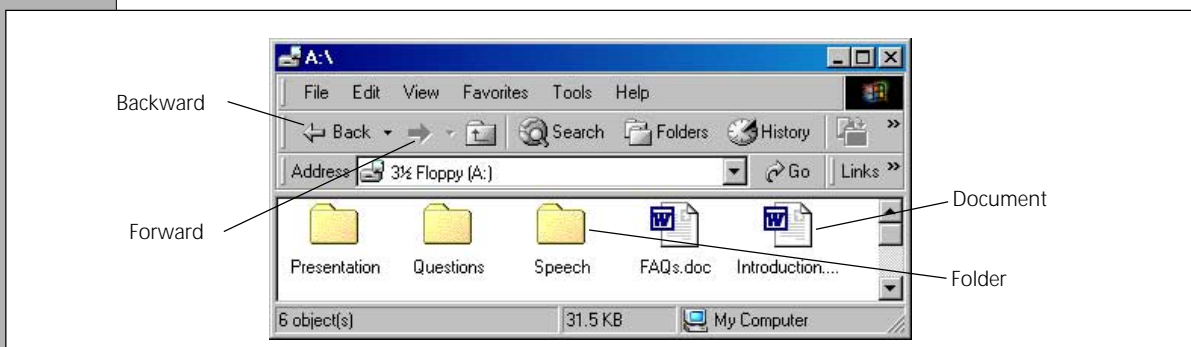 A:\
File Edit View Favorites Tools Help
Backward
Back Search Folders History »
Address 3½ Floppy (A:) Go Links »
Document
Forward
Presentation Questions Speech FAQs.doc Introduction....
Folder
6 object(s) 31.5 KB My Computer